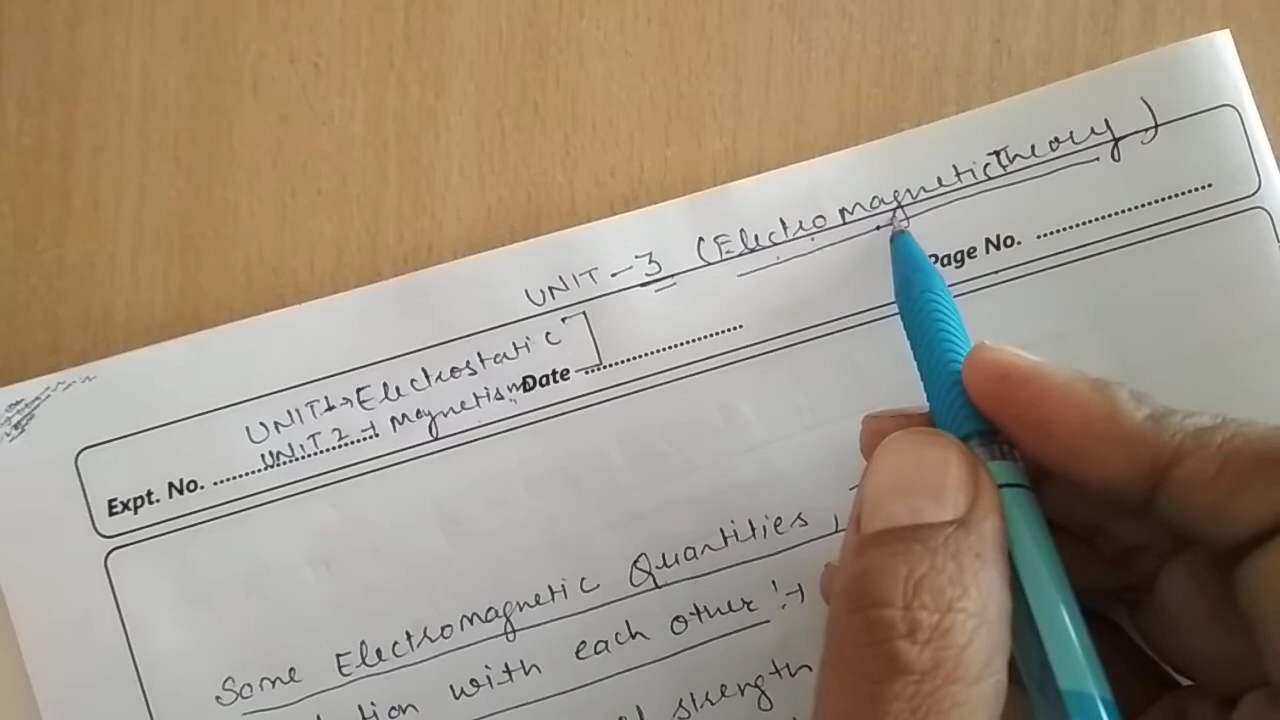 UNIT-3 (Electromagnetic Theory)
UNIT 1→ Electrostatic
UNIT 2→ Magnetism
Expt. No. Date Page No.
Some Electromagnetic Quantities,
with each other :→
strength